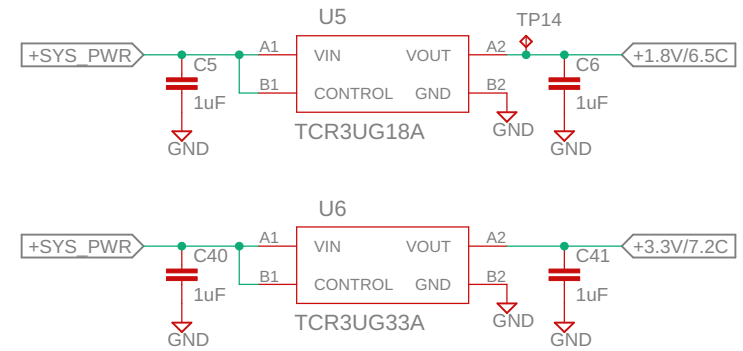 U5
TP14
+SYS_PWR A1 VIN VOUT A2 +1.8V/6.5C
C5 C6
B1 CONTROL GND B2
1uF 1uF
TCR3UG18A GND
GND GND
U6
+SYS_PWR A1 VIN VOUT A2 +3.3V/7.2C
C40 C41
B1 CONTROL GND B2
1uF 1uF
TCR3UG33A GND
GND GND